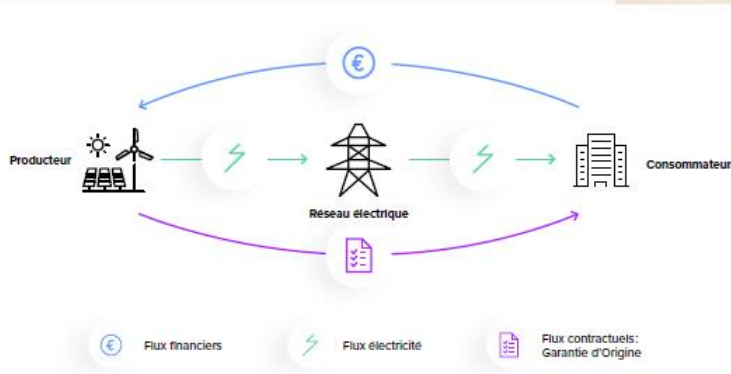 Producteur
Consommateur
Réseau électrique
Flux financiers
Flux électricité
Flux contractuels:
Garantie d'Origine